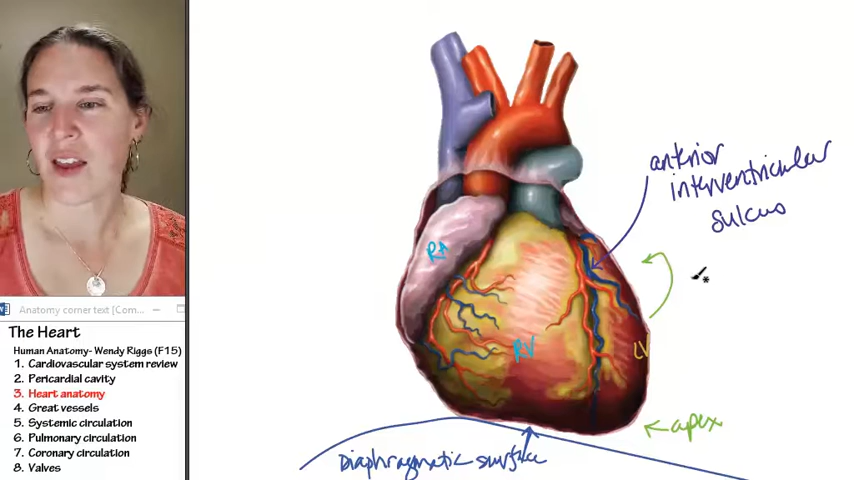 Anatomy corner text [Com...
The Heart
Human Anatomy- Wendy Riggs (F15)
1. Cardiovascular system review
2. Pericardial cavity
3. Heart anatomy
4. Great vessels
5. Systemic circulation
6. Pulmonary circulation
7. Coronary circulation
8. Valves
anterior
interventricular
sulcus
RA
RV
LV
←apex
Diaphragmatic surface